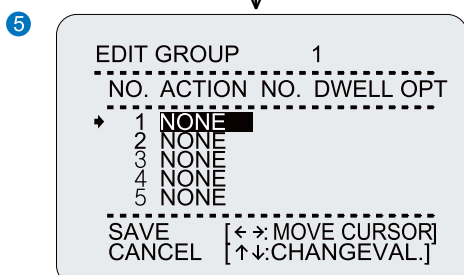 5
EDIT GROUP 1
NO. ACTION NO. DWELL OPT
1 NONE
2 NONE
3 NONE
4 NONE
5 NONE
SAVE [←→: MOVE CURSOR]
CANCEL [↑↓:CHANGEVAL.]